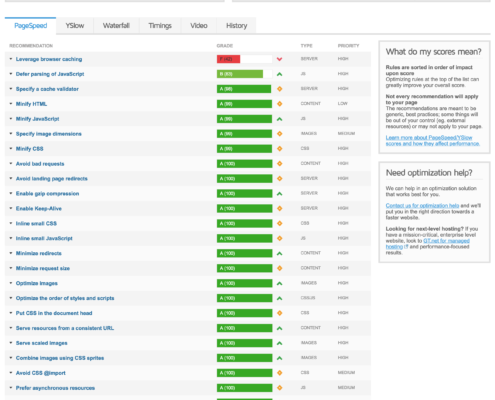 PageSpeed YSlow Waterfall Timings Video History
RECOMMENDATION GRADE TYPE PRIORITY
Leverage browser caching SERVER HIGH
Defer parsing of JavaScript JS HIGH
Specify a cache validator A (98) SERVER HIGH
Minify HTML A (99) CONTENT LOW
Minify JavaScript A (99) JS HIGH
Specify image dimensions A (99) IMAGES MEDIUM
Minify CSS A (99) CSS HIGH
Avoid bad requests A (100) CONTENT HIGH
Avoid landing page redirects A (100) SERVER HIGH
Enable gzip compression A (100) SERVER HIGH
Enable Keep-Alive A (100) SERVER HIGH
Inline small CSS A (100) CSS HIGH
Inline small JavaScript A (100) JS HIGH
Minimize redirects A (100) CONTENT HIGH
Minimize request size A (100) CONTENT HIGH
Optimize images A (100) IMAGES HIGH
Optimize the order of styles and scripts A (100) CSS/JS HIGH
Put CSS in the document head A (100) CSS HIGH
Serve resources from a consistent URL A (100) CONTENT HIGH
Serve scaled images A (100) IMAGES HIGH
Combine images using CSS sprites A (100) IMAGES HIGH
Avoid CSS @import A (100) CSS MEDIUM
Prefer asynchronous resources A (100) JS MEDIUM
What do my scores mean?
Rules are sorted in order of impact
upon score
Optimizing rules at the top of the list can
greatly improve your overall score.
Not every recommendation will apply
to your page
The recommendations are meant to be
generic, best practices; some things will
be out of your control (eg. external
resources) or may not apply to your page.
Learn more about PageSpeed/YSlow
scores and how they affect performance.
Need optimization help?
We can help in an optimization solution
that works best for you.
Contact us for optimization help and we'll
put you in the right direction towards a
faster website.
Looking for next-level hosting? If you
have a mission-critical, enterprise level
website, look to GT.net for managed
hosting and performance-focused
results.